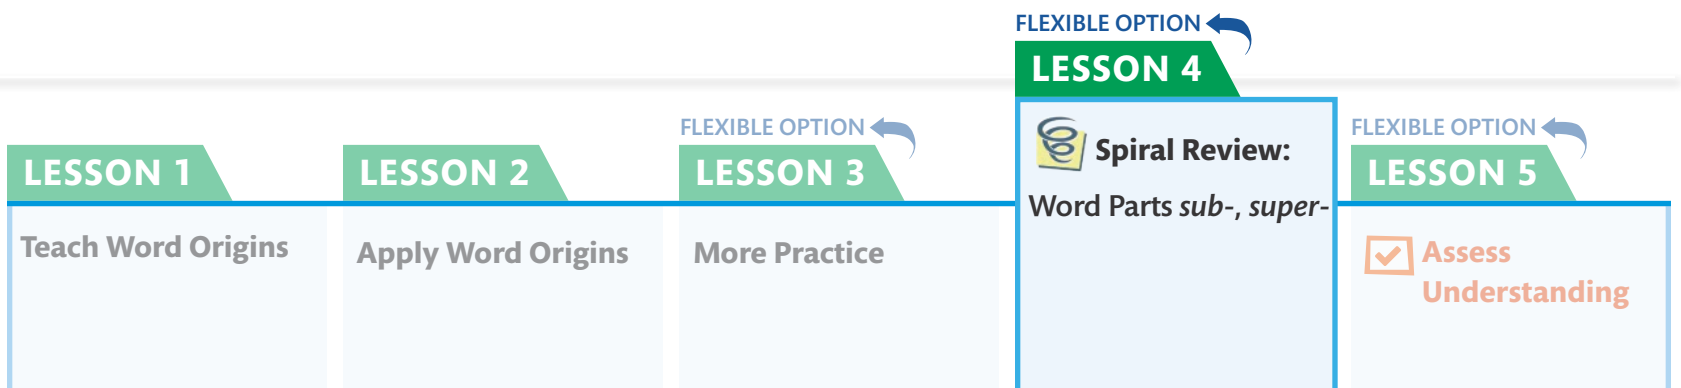 FLEXIBLE OPTION
LESSON 4
Spiral Review:
Word Parts sub-, super-
LESSON 1
Teach Word Origins
LESSON 2
Apply Word Origins
FLEXIBLE OPTION
LESSON 3
More Practice
FLEXIBLE OPTION
LESSON 5
Assess
Understanding